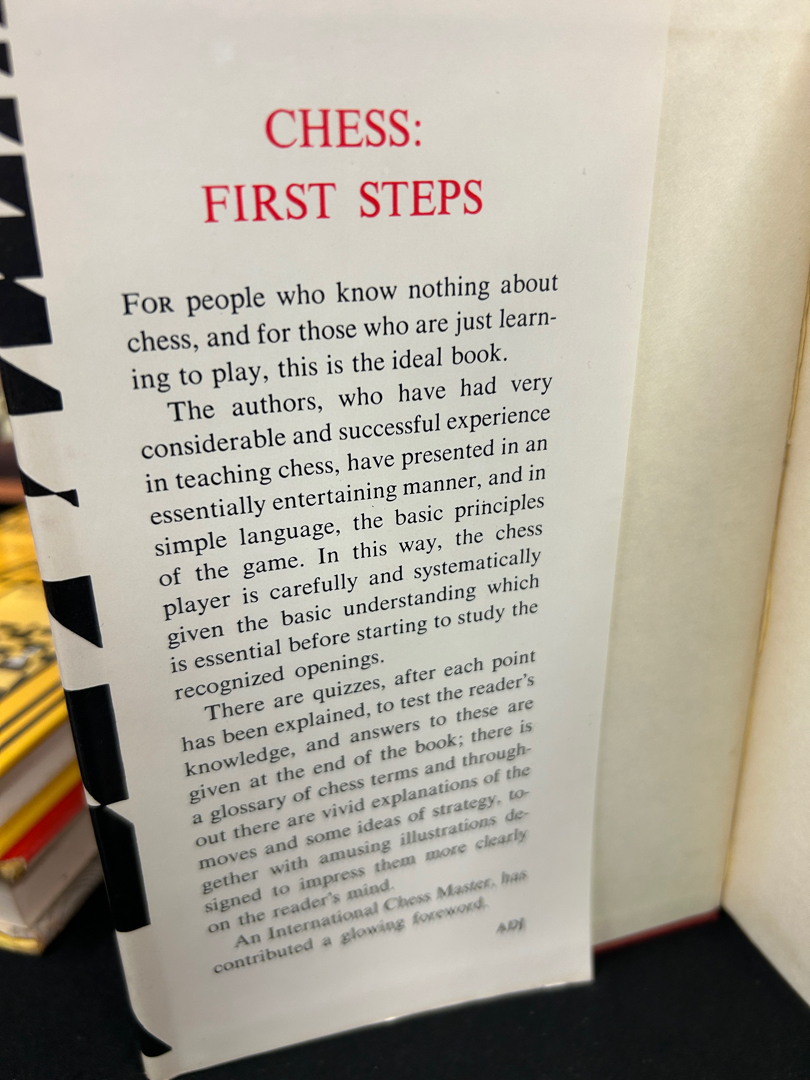 CHESS:
FIRST STEPS
FOR people who know nothing about
chess, and for those who are just learn-
ing to play, this is the ideal book.
The authors, who have had very
considerable and successful experience
in teaching chess, have presented in an
essentially entertaining manner, and in
simple language, the basic principles
of the game. In this way, the chess
player is carefully and systematically
given the basic understanding which
is essential before starting to study the
recognized openings.
There are quizzes, after each point
has been explained, to test the reader's
knowledge, and answers to these are
given at the end of the book; there is
a glossary of chess terms and through-
out there are vivid explanations of the
moves and some ideas of strategy, to-
gether with amusing illustrations de-
signed to impress them more clearly
on the reader's mind.
An International Chess Master, has
contributed a glowing foreword.